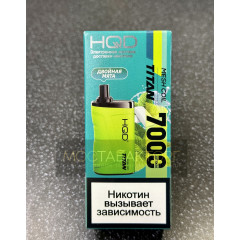 HQD
ДВОЙНАЯ
МЯТА
MESH COIL
TITAN
7000
HQD
TITAN
Никотин
вызывает
зависимость